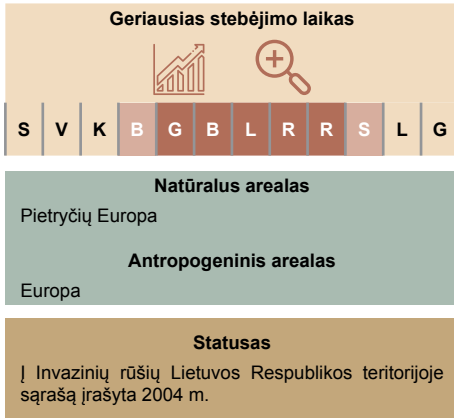 Geriausias stebėjimo laikas
S V K B G B L R R S L G
Natūralus arealas
Pietryčių Europa
Antropogeninis arealas
Europa
Statusas
Į Invazinių rūšių Lietuvos Respublikos teritorijoje
sąrašą įrašyta 2004 m.